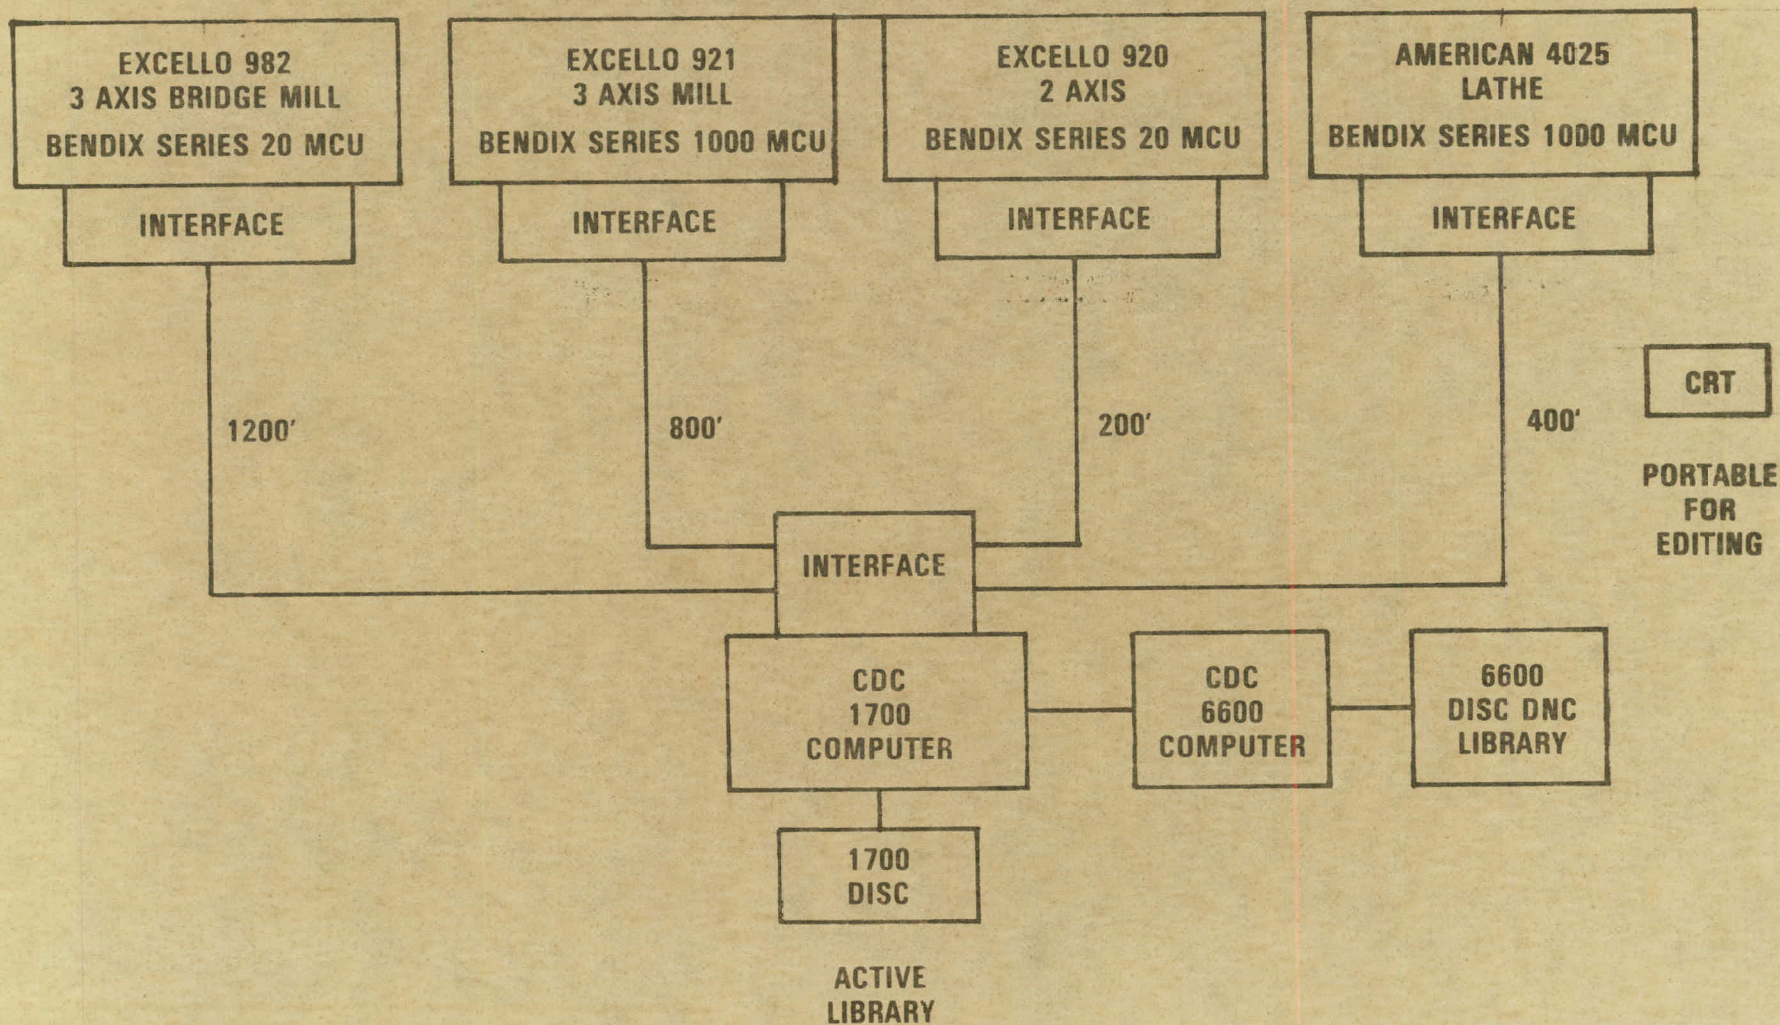 EXCELLO 982
3 AXIS BRIDGE MILL
BENDIX SERIES 20 MCU
INTERFACE
EXCELLO 921
3 AXIS MILL
BENDIX SERIES 1000 MCU
INTERFACE
EXCELLO 920
2 AXIS
BENDIX SERIES 20 MCU
INTERFACE
AMERICAN 4025
LATHE
BENDIX SERIES 1000 MCU
INTERFACE
1200'
800'
200'
400'
CRT
PORTABLE
FOR
EDITING
INTERFACE
CDC
1700
COMPUTER
CDC
6600
COMPUTER
6600
DISC DNC
LIBRARY
1700
DISC
ACTIVE
LIBRARY